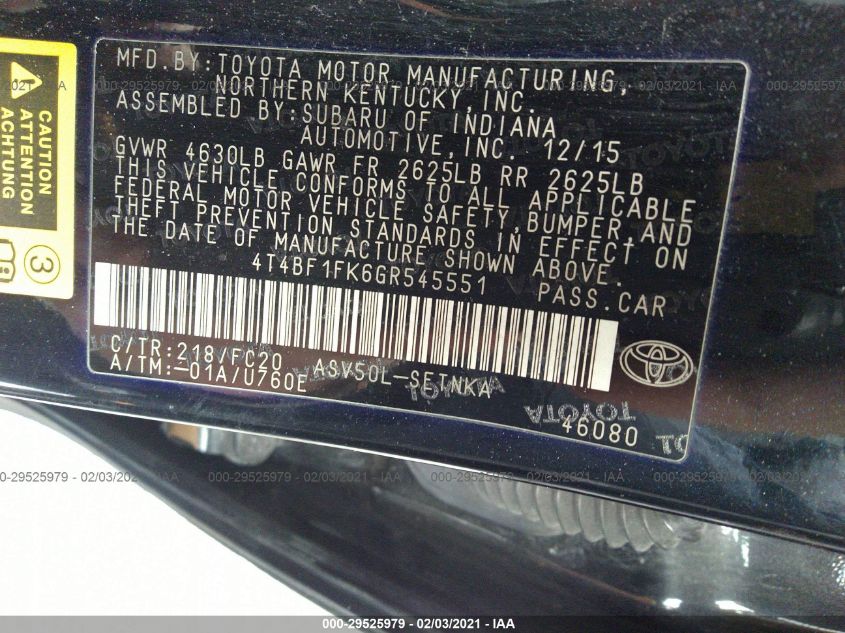 MFD.BY:TOYOTA MOTOR MANUFACTURING,
NORTHERN KENTUCKY,INC.
ASSEMBLED BY:SUBARU OF INDIANA
AUTOMOTIVE,INC. 12/15
GVWR 4630LB GAWR FR 2625LB RR 2625LB
THIS VEHICLE CONFORMS TO ALL APPLICABLE
FEDERAL MOTOR VEHICLE SAFETY,BUMPER,AND
THEFT PREVENTION STANDARDS IN EFFECT ON
THE DATE OF MANUFACTURE SHOWN ABOVE.
4T4BF1FK6GR545551 PASS.CAR
C/TR:218/FC20 ASV50L-SETNKA
A/TM:-01A/U760E
46080
TOYOTA
CAUTION
ATTENTION
ACHTUNG
3
000-29525979 - 02/03/2021 - IAA